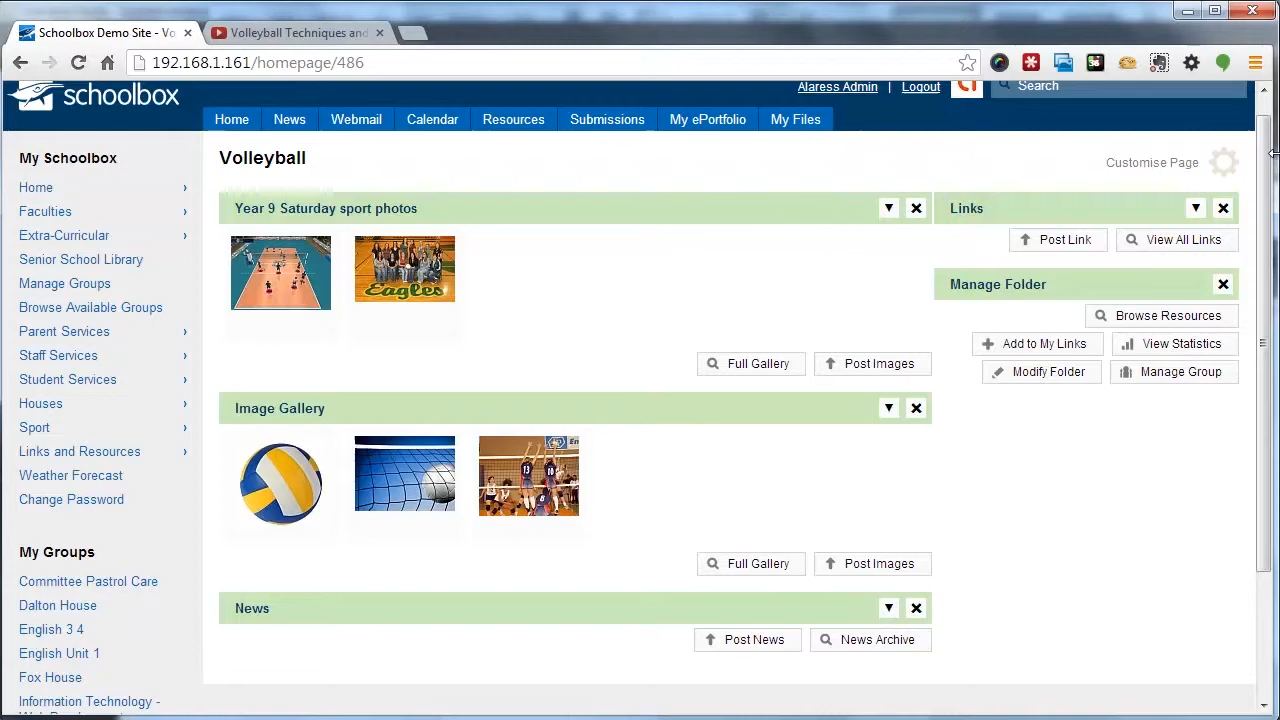 Schoolbox Demo Site - Vo
Volleyball Techniques and
192.168.1.161/homepage/486
schoolbox
Alaress Admin | Logout
Search
Home
News
Webmail
Calendar
Resources
Submissions
My ePortfolio
My Files
My Schoolbox
Home
Faculties
Extra-Curricular
Senior School Library
Manage Groups
Browse Available Groups
Parent Services
Staff Services
Student Services
Houses
Sport
Links and Resources
Weather Forecast
Change Password
My Groups
Committee Pastrol Care
Dalton House
English 3 4
English Unit 1
Fox House
Information Technology -
Volleyball
Customise Page
Year 9 Saturday sport photos
Eagles
Full Gallery
Post Images
Image Gallery
Full Gallery
Post Images
News
Post News
News Archive
Links
Post Link
View All Links
Manage Folder
Browse Resources
Add to My Links
View Statistics
Modify Folder
Manage Group